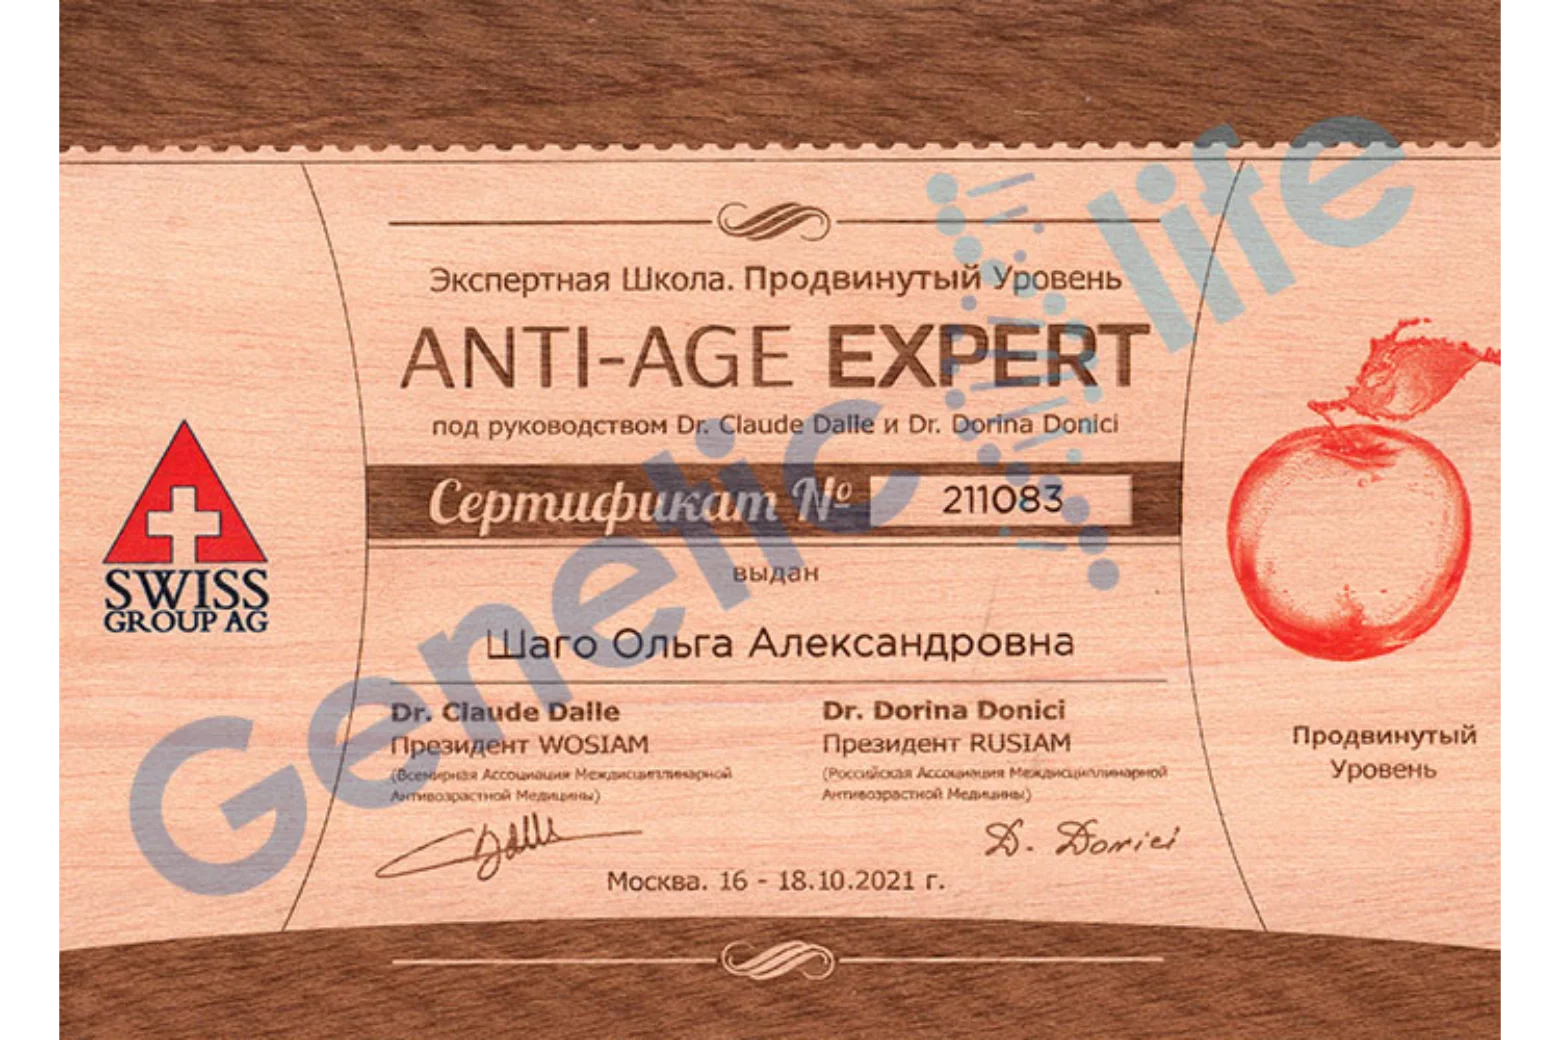 Экспертная Школа. Продвинутый Уровень
ANTI-AGE EXPERT
под руководством Dr. Claude Dalle и Dr. Dorina Donici
Сертификат № 211083
выдан
Шаго Ольга Александровна
SWISS
GROUP AG
Dr. Claude Dalle
Президент WOSIAM
(Всемирная Ассоциация Междисциплинарной
Антивозрастной Медицины)
Dr. Dorina Donici
Президент RUSIAM
(Российская Ассоциация Междисциплинарной
Антивозрастной Медицины)
Dalle
D. Donici
Москва. 16 - 18.10.2021 г.
Продвинутый
Уровень
Genetic life